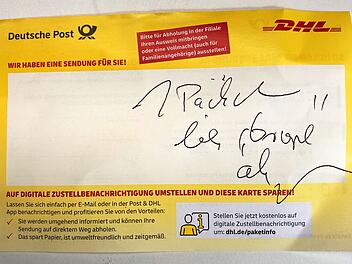 Deutsche Post
Bitte für Abholung in der Filiale
Ihren Ausweis mitbringen
oder eine Vollmacht (auch für
Familienangehörige) ausstellen!
DHL
WIR HABEN EINE SENDUNG FÜR SIE!
1
AUF DIGITALE ZUSTELLBENACHRICHTIGUNG UMSTELLEN UND DIESE KARTE SPAREN!
Lassen Sie sich einfach per E-Mail oder in der Post & DHL
App benachrichtigen und profitieren Sie von den Vorteilen:
✓ Sie werden umgehend informiert und können Ihre
Sendung auf direktem Weg abholen.
✓ Das spart Papier, ist umweltfreundlich und zeitgemäß.
Stellen Sie jetzt kostenlos auf
digitale Zustellbenachrichtigung
um: dhl.de/paketinfo